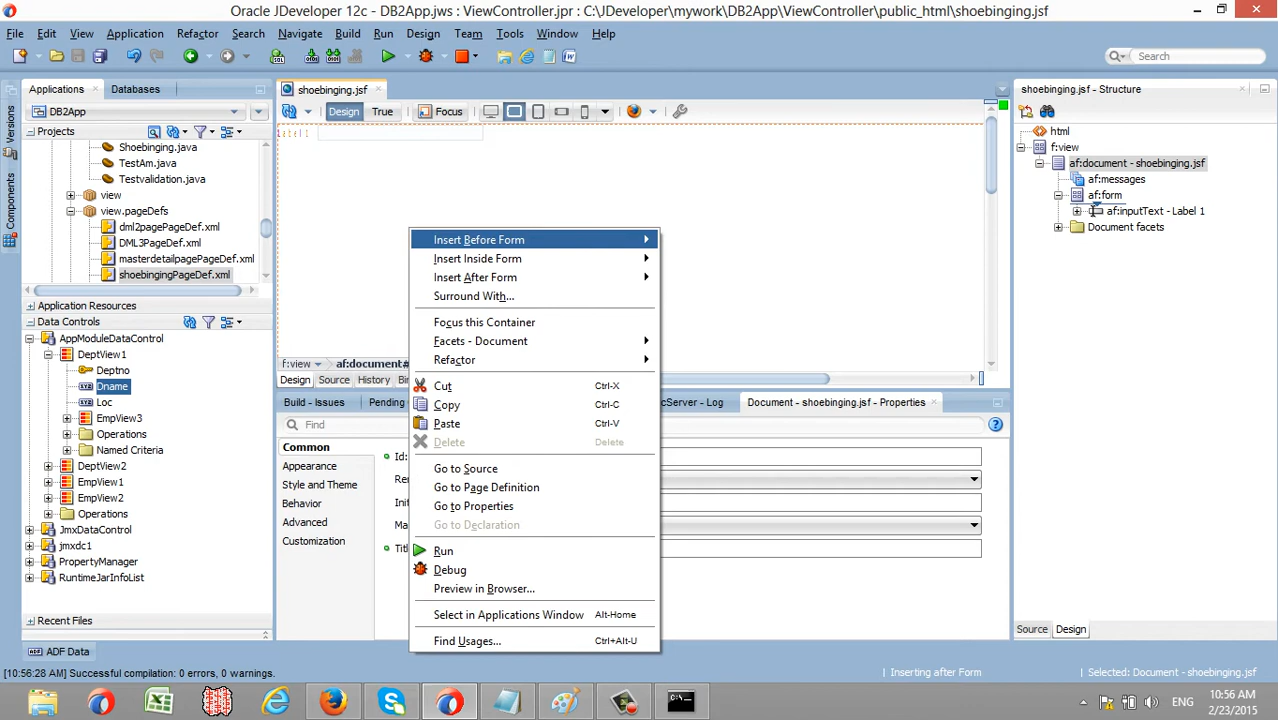 Oracle JDeveloper 12c - DB2App.jws : ViewController.jpr : C:\JDeveloper\mywork\DB2App\ViewController\public_html\shoebinging.jsf
File Edit View Application Refactor Search Navigate Build Run Design Team Tools Window Help
Search
Applications Databases
DB2App
Projects
Shoebinging.java
TestAm.java
Testvalidation.java
view
view.pageDefs
dml2pagePageDef.xml
DML3PageDef.xml
masterdetailpagePageDef.xml
shoebingingPageDef.xml
Application Resources
Data Controls
AppModuleDataControl
DeptView1
Deptno
Dname
Loc
EmpView3
Operations
Named Criteria
DeptView2
EmpView1
EmpView2
Operations
JmxDataControl
jmxdc1
PropertyManager
RuntimeJarInfoList
Recent Files
ADF Data
Versions
Components
shoebinging.jsf
Design True Focus
f:view af:document#
Design Source History Bin
Insert Before Form
Insert Inside Form
Insert After Form
Surround With...
Focus this Container
Facets - Document
Refactor
Cut Ctrl-X
Copy Ctrl-C
Paste Ctrl-V
Delete Delete
Go to Source
Go to Page Definition
Go to Properties
Go to Declaration
Run
Debug
Preview in Browser...
Select in Applications Window Alt-Home
Find Usages... Ctrl+Alt-U
Build - Issues Pending cServer - Log Document - shoebinging.jsf - Properties
Find
Common
Appearance
Style and Theme
Behavior
Advanced
Customization
Id:
Ren
Init
Ma
Titl
shoebinging.jsf - Structure
html
f:view
af:document - shoebinging.jsf
af:messages
af:form
af:inputText - Label 1
Document facets
Source Design
[10:56:28 AM] Successful compilation: 0 errors, 0 warnings.
Inserting after Form
Selected: Document - shoebinging.jsf
ENG
10:56 AM
2/23/2015